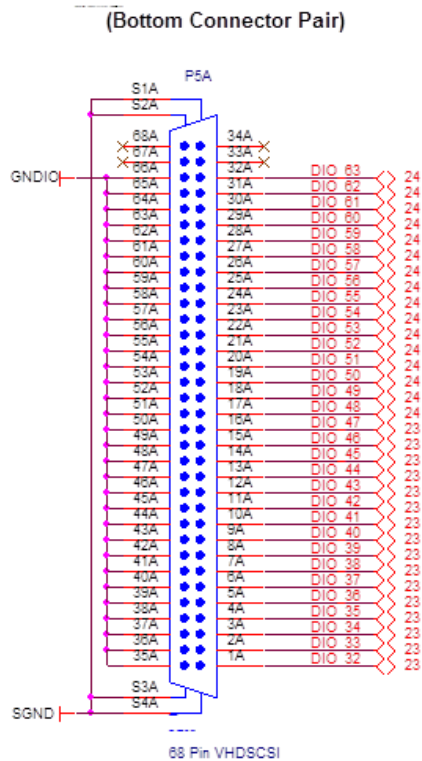 (Bottom Connector Pair)
P5A
S1A
S2A
68A 34A
67A 33A
GNDIO 66A 32A DIO 63 24
65A 31A DIO 62 24
64A 30A DIO 61 24
63A 29A DIO 60 24
62A 28A DIO 59 24
61A 27A DIO 58 24
60A 26A DIO 57 24
59A 25A DIO 56 24
58A 24A DIO 55 24
57A 23A DIO 54 24
56A 22A DIO 53 24
55A 21A DIO 52 24
54A 20A DIO 51 24
53A 19A DIO 50 24
52A 18A DIO 49 24
51A 17A DIO 48 24
50A 16A DIO 47 23
49A 15A DIO 46 23
48A 14A DIO 45 23
47A 13A DIO 44 23
46A 12A DIO 43 23
45A 11A DIO 42 23
44A 10A DIO 41 23
43A 9A DIO 40 23
42A 8A DIO 39 23
41A 7A DIO 38 23
40A 6A DIO 37 23
39A 5A DIO 36 23
38A 4A DIO 35 23
37A 3A DIO 34 23
36A 2A DIO 33 23
35A 1A DIO 32 23
S3A
SGND S4A
68 Pin VHDSCSI